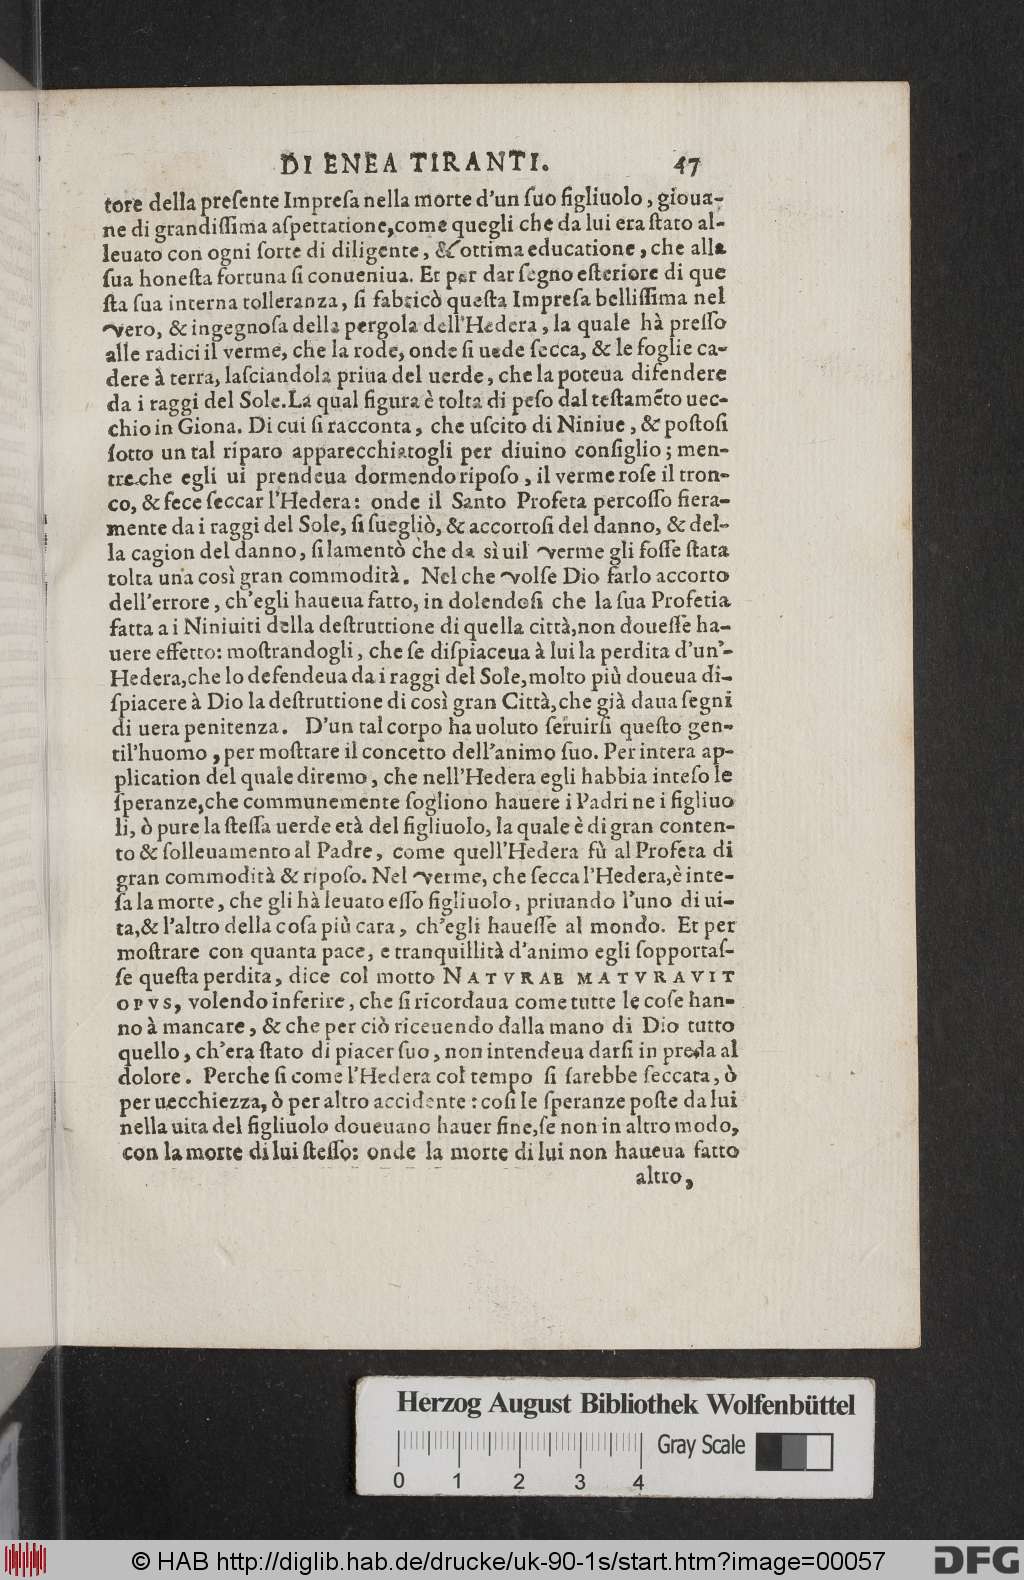 DI ENEA TIRANTI. 47
tore della preſente Impreſa nella morte d'un ſuo figliuolo, gioua-
ne di grandiſſima aſpettatione, come quegli che da lui era ſtato al-
leuato con ogni ſorte di diligente, & ottima educatione, che alla
ſua honeſta fortuna ſi conueniua. Et per dar ſegno eſteriore di que
ſta ſua interna tolleranza, ſi fabricò queſta Impreſa belliſſima nel
vero, & ingegnoſa della pergola dell'Hedera, la quale hà preſſo
alle radici il verme, che la rode, onde ſi uede ſecca, & le foglie ca-
dere à terra, laſciandola priua del uerde, che la poteua difendere
da i raggi del Sole. La qual figura è tolta di peſo dal teſtamẽto uec-
chio in Giona. Di cui ſi racconta, che uſcito di Niniue, & poſtoſi
ſotto un tal riparo apparecchiatogli per diuino conſiglio; men-
tre che egli ui prendeua dormendo ripoſo, il verme roſe il tron-
co, & fece ſeccar l'Hedera: onde il Santo Profeta percoſſo fiera-
mente da i raggi del Sole, ſi ſuegliò, & accortoſi del danno, & del-
la cagion del danno, ſi lamentò che da sì uil verme gli foſſe ſtata
tolta una così gran commodità. Nel che volſe Dio farlo accorto
dell'errore, ch'egli haueua fatto, in dolendoſi che la ſua Profetia
fatta a i Niniuiti della deſtruttione di quella città, non doueſſe ha-
uere effetto: moſtrandogli, che ſe diſpiaceua à lui la perdita d'un'-
Hedera, che lo defendeua da i raggi del Sole, molto più doueua di-
ſpiacere à Dio la deſtruttione di così gran Città, che già daua ſegni
di uera penitenza. D'un tal corpo ha uoluto ſeruirſi queſto gen-
til'huomo, per moſtrare il concetto dell'animo ſuo. Per intera ap-
plication del quale diremo, che nell'Hedera egli habbia inteſo le
ſperanze, che communemente ſogliono hauere i Padri ne i figliuo
li, ò pure la ſteſſa uerde età del figliuolo, la quale è di gran conten-
to & ſolleuamento al Padre, come quell'Hedera fù al Profeta di
gran commodità & ripoſo. Nel verme, che ſecca l'Hedera, è inte-
ſa la morte, che gli hà leuato eſſo figliuolo, priuando l'uno di ui-
ta, & l'altro della coſa più cara, ch'egli haueſſe al mondo. Et per
moſtrare con quanta pace, e tranquillità d'animo egli ſopportaſ-
ſe queſta perdita, dice col motto NATVRAE MATVRAVIT
OPVS, volendo inferire, che ſi ricordaua come tutte le coſe han-
no à mancare, & che per ciò riceuendo dalla mano di Dio tutto
quello, ch'era ſtato di piacer ſuo, non intendeua darſi in preda al
dolore. Perche ſi come l'Hedera col tempo ſi ſarebbe ſeccata, ò
per uecchiezza, ò per altro accidente: coſi le ſperanze poſte da lui
nella uita del figliuolo doueuano hauer fine, ſe non in altro modo,
con la morte di lui ſteſſo: onde la morte di lui non haueua fatto
altro,
Herzog August Bibliothek Wolfenbüttel
Gray Scale
0 1 2 3 4
© HAB http://diglib.hab.de/drucke/uk-90-1s/start.htm?image=00057
DFG